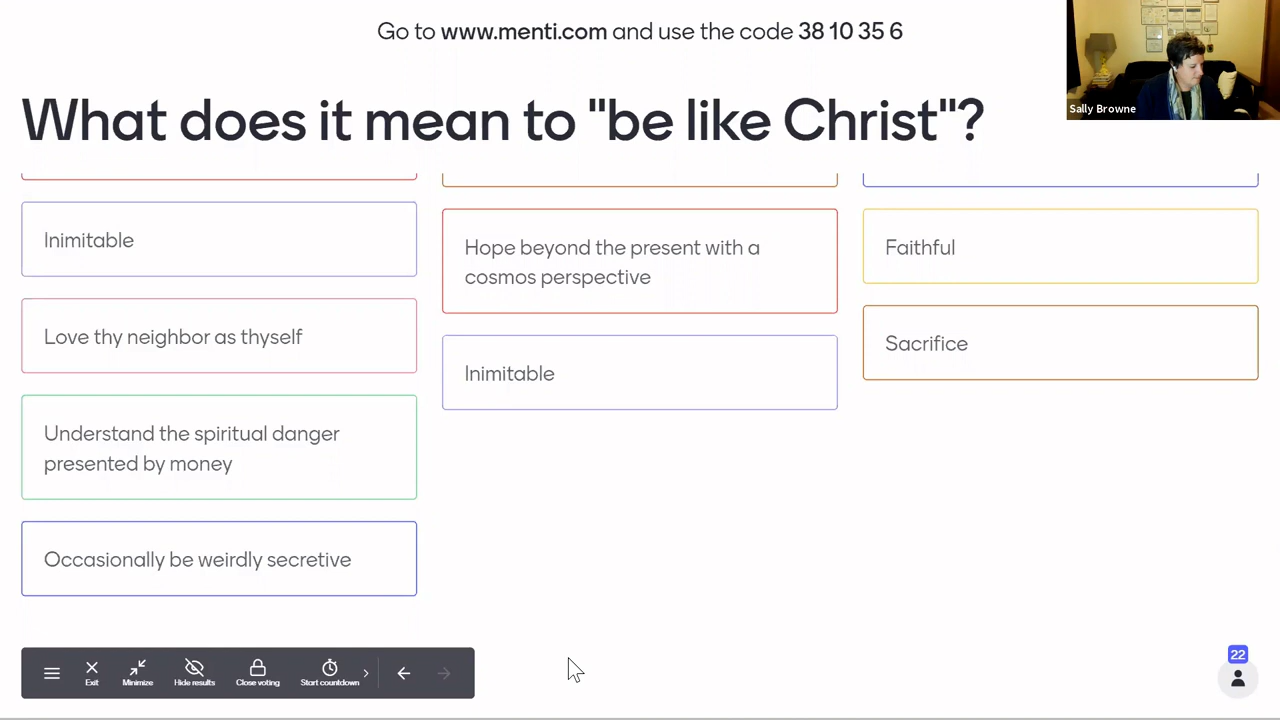 Go to www.menti.com and use the code 38 10 35 6
Sally Browne
What does it mean to "be like Christ"?
Inimitable
Love thy neighbor as thyself
Understand the spiritual danger
presented by money
Occasionally be weirdly secretive
Hope beyond the present with a
cosmos perspective
Inimitable
Faithful
Sacrifice
Exit
Minimize
Hide results
Close voting
Start countdown
22